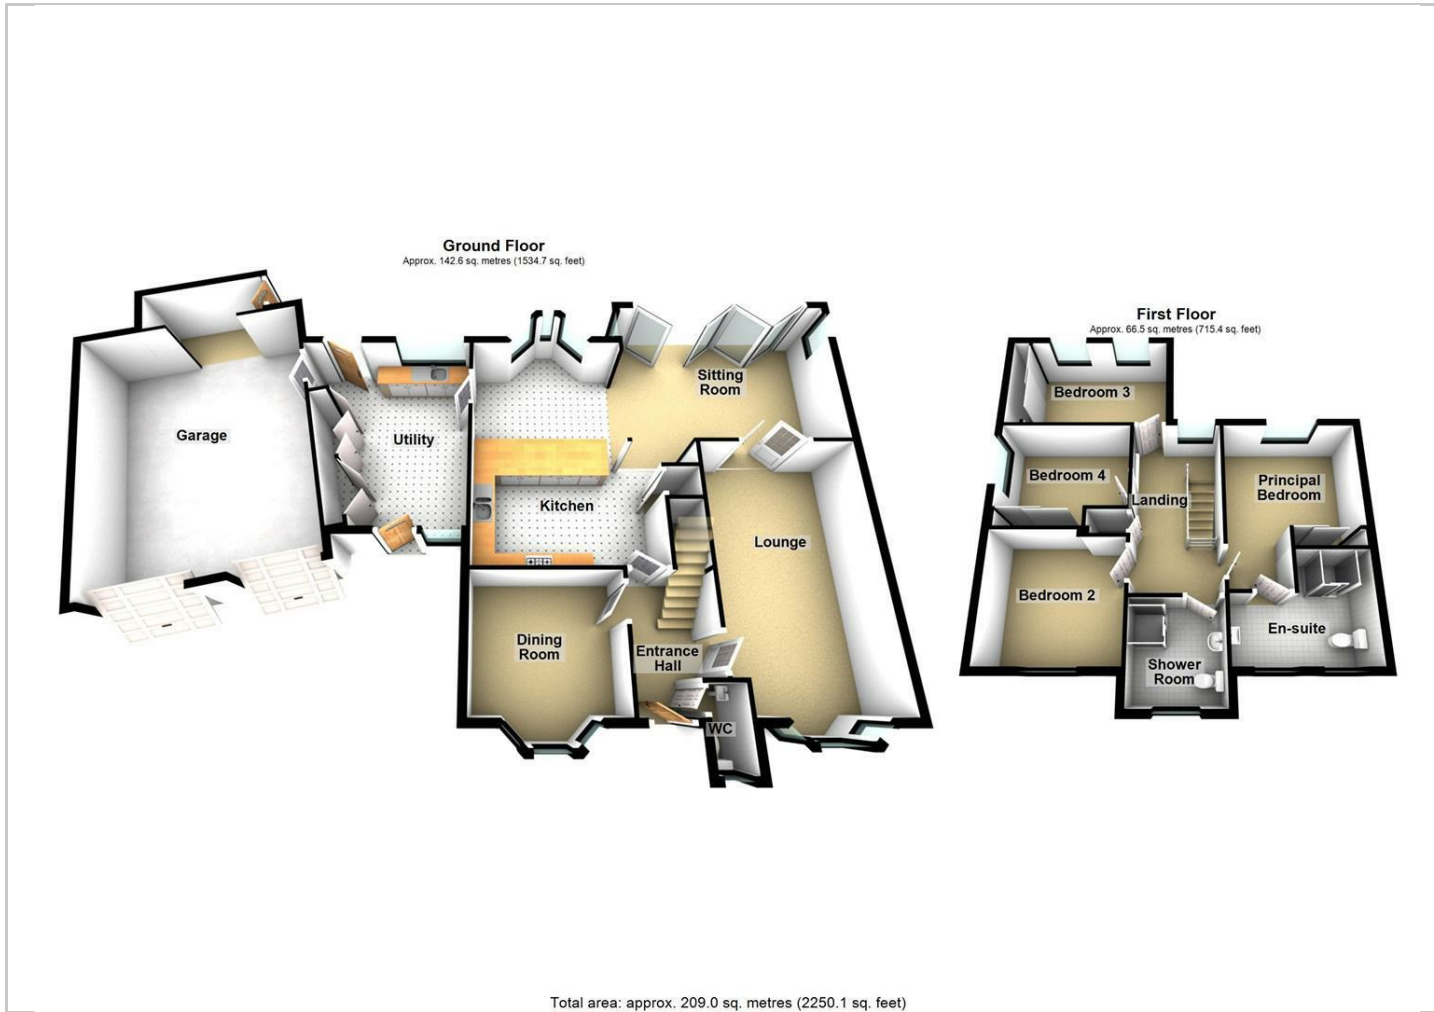 Ground Floor
Approx. 142.6 sq. metres (1534.7 sq. feet)
Garage
Utility
Kitchen
Sitting
Room
Lounge
Dining
Room
Entrance
Hall
WC
First Floor
Approx. 66.5 sq. metres (715.4 sq. feet)
Bedroom 3
Bedroom 4
Landing
Principal
Bedroom
Bedroom 2
En-suite
Shower
Room
Total area: approx. 209.0 sq. metres (2250.1 sq. feet)